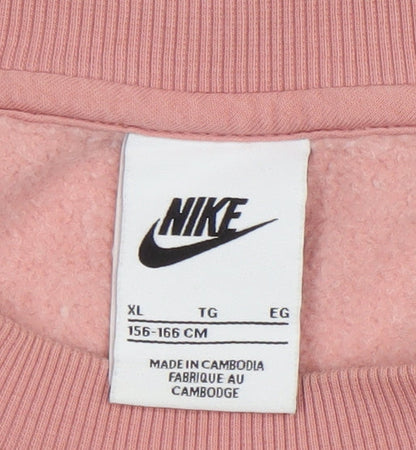 NIKE
XL TG EG
156-166 CM
MADE IN CAMBODIA
FABRIQUE AU
CAMBODGE